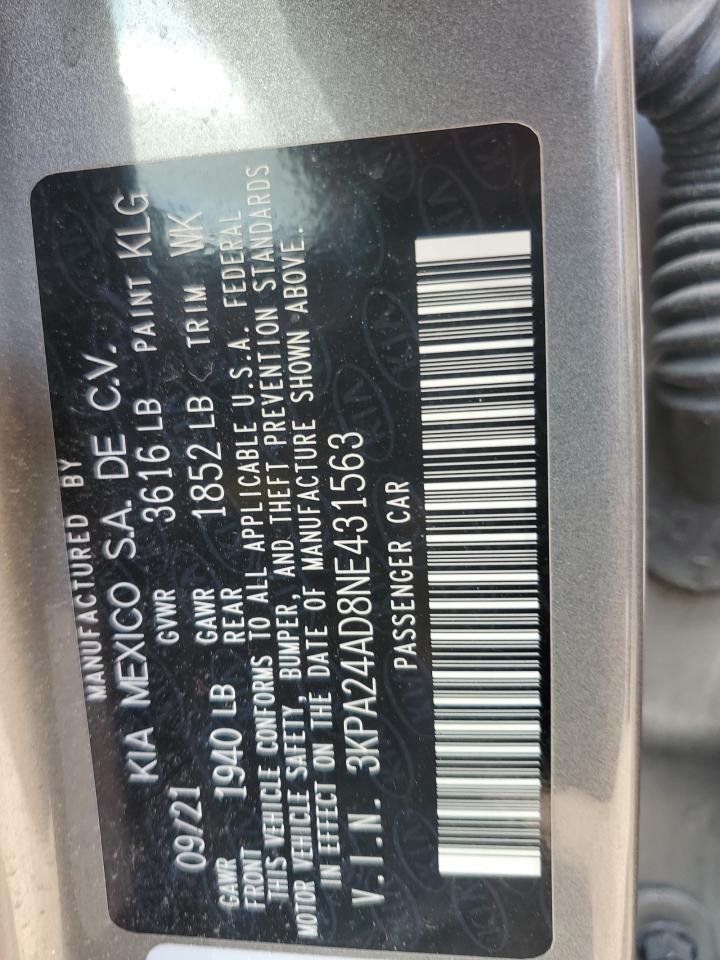 MANUFACTURED BY
KIA MEXICO S.A. DE C.V.
09/21 GVWR 3616 LB PAINT KLG
GAWR FRONT 1940 LB GAWR REAR 1852 LB TRIM WK
THIS VEHICLE CONFORMS TO ALL APPLICABLE U.S.A. FEDERAL
MOTOR VEHICLE SAFETY, BUMPER, AND THEFT PREVENTION STANDARDS
IN EFFECT ON THE DATE OF MANUFACTURE SHOWN ABOVE.
V.I.N. 3KPA24AD8NE431563
PASSENGER CAR